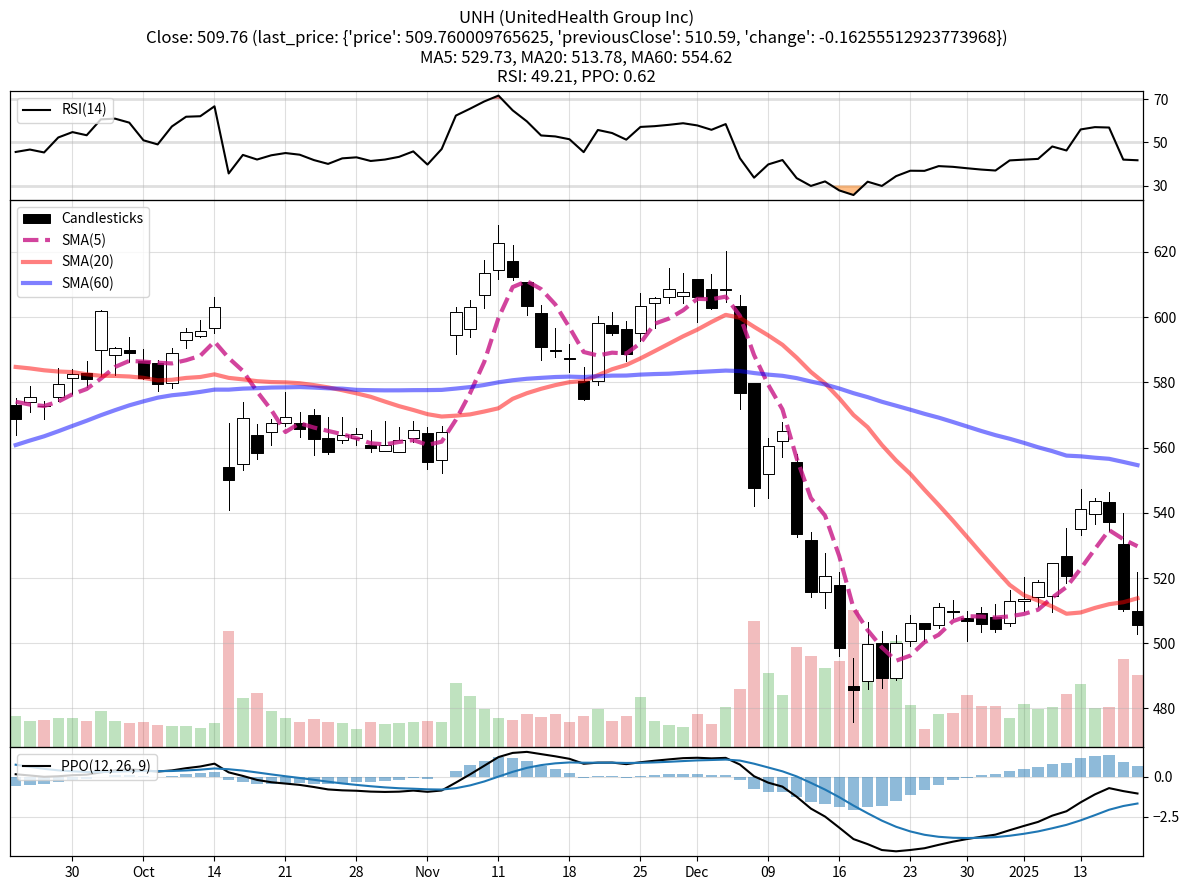 UNH (UnitedHealth Group Inc)
Close: 509.76 (last_price: {'price': 509.760009765625, 'previousClose': 510.59, 'change': -0.16255512923773968})
MA5: 529.73, MA20: 513.78, MA60: 554.62
RSI: 49.21, PPO: 0.62
RSI(14)
70
50
30
Candlesticks
SMA(5)
SMA(20)
SMA(60)
620
600
580
560
540
520
500
480
PPO(12, 26, 9)
0.0
−2.5
30 Oct 14 21 28 Nov 11 18 25 Dec 09 16 23 30 2025 13